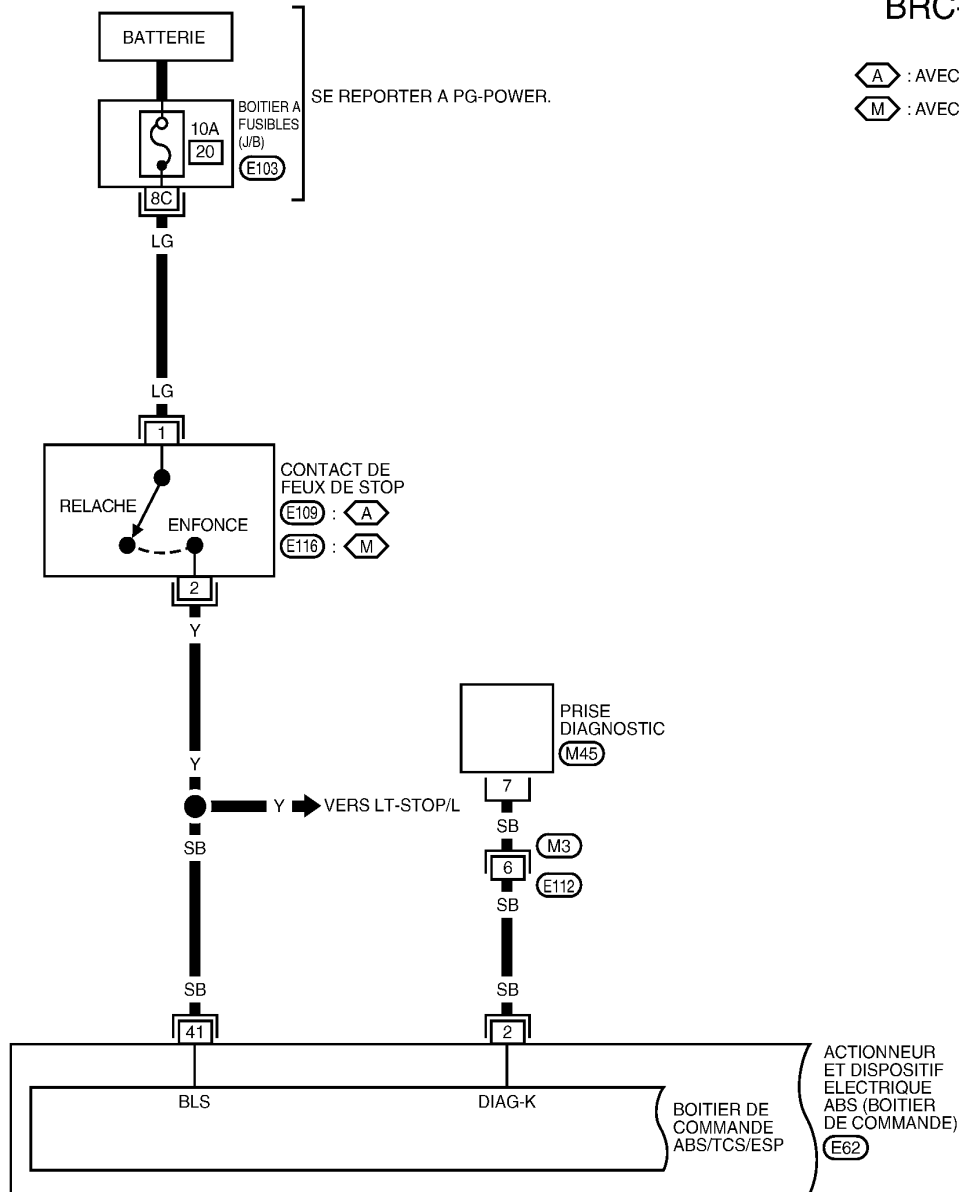 BRC-
BATTERIE
SE REPORTER A PG-POWER.
A : AVEC
M : AVEC
BOITIER A
FUSIBLES
(J/B)
E103
10A
20
8C
LG
LG
1
RELACHE
ENFONCE
CONTACT DE
FEUX DE STOP
E109 : A
E116 : M
2
Y
Y
Y
VERS LT-STOP/L
SB
SB
41
PRISE
DIAGNOSTIC
M45
7
SB
M3
6
E112
SB
SB
2
BLS
DIAG-K
BOITIER DE
COMMANDE
ABS/TCS/ESP
ACTIONNEUR
ET DISPOSITIF
ELECTRIQUE
ABS (BOITIER
DE COMMANDE)
E62